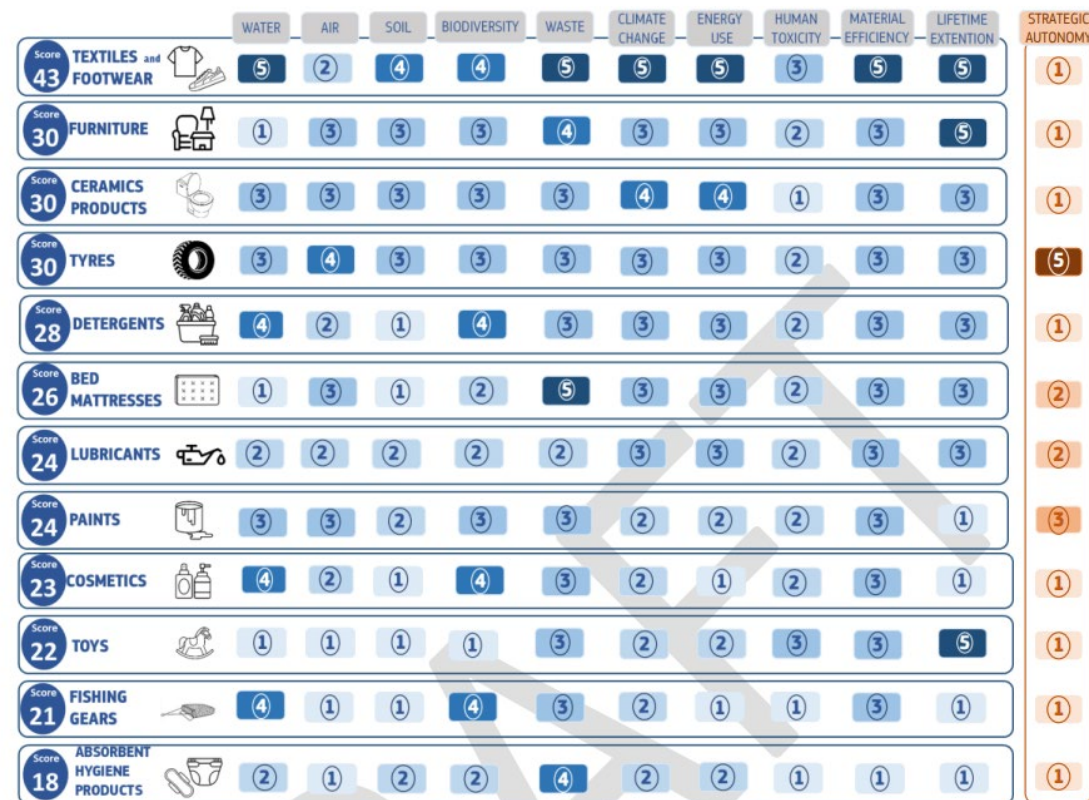 WATER AIR SOIL BIODIVERSITY WASTE CLIMATE CHANGE ENERGY USE HUMAN TOXICITY MATERIAL EFFICIENCY LIFETIME EXTENTION STRATEGIC AUTONOMY
Score 43 TEXTILES and FOOTWEAR 5 2 4 4 5 5 5 3 5 5 1
Score 30 FURNITURE 1 3 3 3 4 3 3 2 3 5 1
Score 30 CERAMICS PRODUCTS 3 3 3 3 3 4 4 1 3 3 1
Score 30 TYRES 3 4 3 3 3 3 3 2 3 3 5
Score 28 DETERGENTS 4 2 1 4 3 3 3 2 3 3 1
Score 26 BED MATTRESSES 1 3 1 2 5 3 3 2 3 3 2
Score 24 LUBRICANTS 2 2 2 2 2 3 3 2 3 3 2
Score 24 PAINTS 3 3 2 3 3 2 2 2 3 1 3
Score 23 COSMETICS 4 2 1 4 3 2 1 2 3 1 1
Score 22 TOYS 1 1 1 1 3 2 2 3 3 5 1
Score 21 FISHING GEARS 4 1 1 4 3 2 1 1 3 1 1
Score 18 ABSORBENT HYGIENE PRODUCTS 2 1 2 2 4 2 2 1 1 1 1
DRAFT